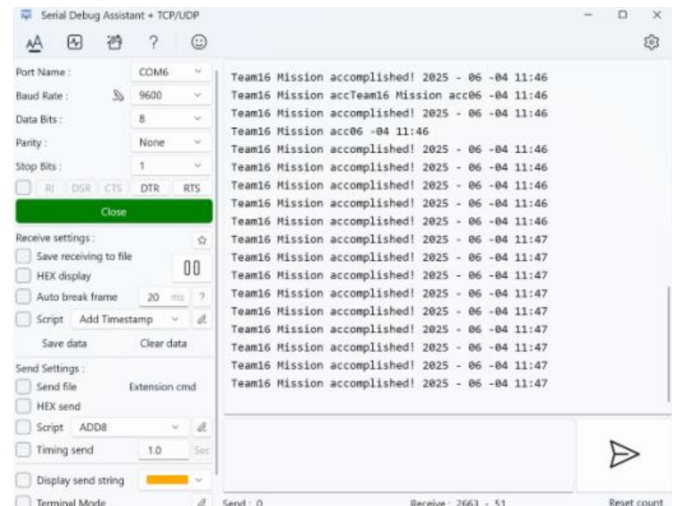 Serial Debug Assistant + TCP/UDP
Port Name : COM6
Baud Rate : 9600
Data Bits : 8
Parity : None
Stop Bits : 1
RI DSR CTS DTR RTS
Close
Receive settings :
Save receiving to file
HEX display
Auto break frame 20 ms ?
Script Add Timestamp
Save data Clear data
Send Settings :
Send file Extension cmd
HEX send
Script ADD8
Timing send 1.0 Sec
Display send string
Terminal Mode
Team16 Mission accomplished! 2025 - 06 -04 11:46
Team16 Mission accTeam16 Mission acc06 -04 11:46
Team16 Mission accomplished! 2025 - 06 -04 11:46
Team16 Mission acc06 -04 11:46
Team16 Mission accomplished! 2025 - 06 -04 11:46
Team16 Mission accomplished! 2025 - 06 -04 11:46
Team16 Mission accomplished! 2025 - 06 -04 11:46
Team16 Mission accomplished! 2025 - 06 -04 11:46
Team16 Mission accomplished! 2025 - 06 -04 11:46
Team16 Mission accomplished! 2025 - 06 -04 11:47
Team16 Mission accomplished! 2025 - 06 -04 11:47
Team16 Mission accomplished! 2025 - 06 -04 11:47
Team16 Mission accomplished! 2025 - 06 -04 11:47
Team16 Mission accomplished! 2025 - 06 -04 11:47
Team16 Mission accomplished! 2025 - 06 -04 11:47
Team16 Mission accomplished! 2025 - 06 -04 11:47
Team16 Mission accomplished! 2025 - 06 -04 11:47
Team16 Mission accomplished! 2025 - 06 -04 11:47
Send : 0 Receive : 2663 - 51 Reset count